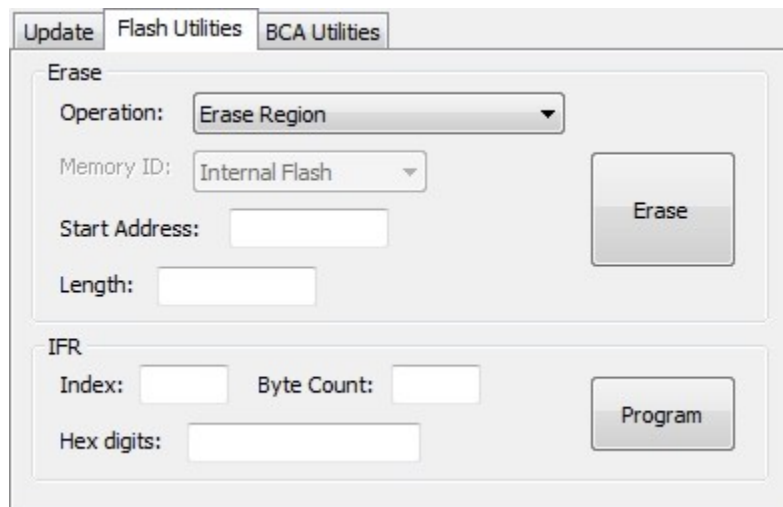 Update Flash Utilities BCA Utilities
Erase
Operation: Erase Region
Memory ID: Internal Flash
Erase
Start Address:
Length:
IFR
Index: Byte Count:
Program
Hex digits: